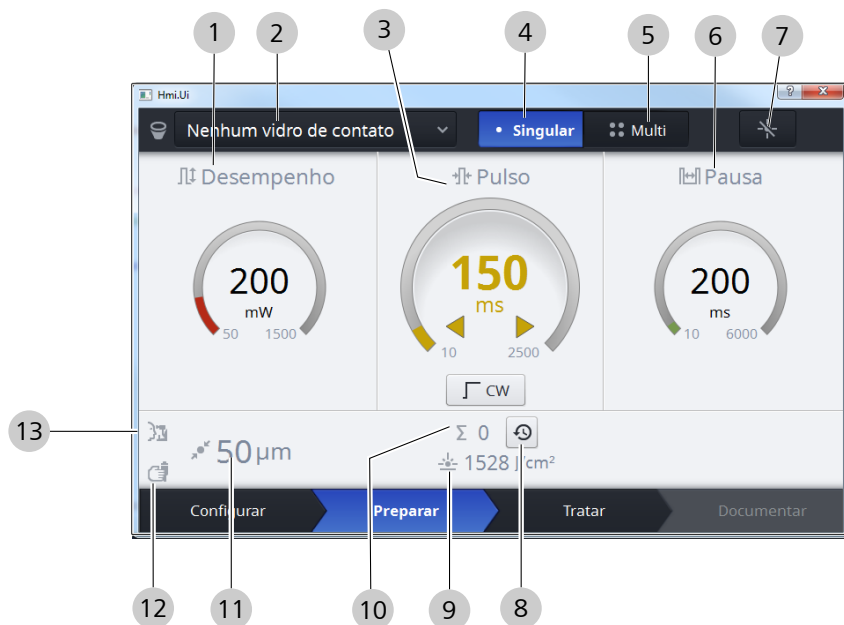 1 2 3 4 5 6 7
Hmi.Ui ? x
Nenhum vidro de contato Singular Multi
Desempenho Pulso Pausa
200 150 200
mW ms ms
50 1500 10 2500 10 6000
CW
13 Σ 0
50 µm 1528 J/cm²
Configurar Preparar Tratar Documentar
12 11 10 9 8